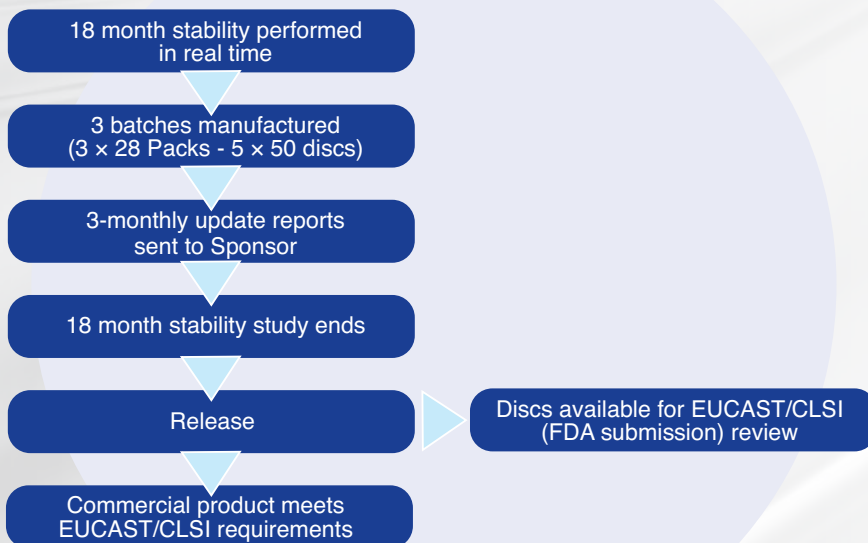 18 month stability performed
in real time
3 batches manufactured
(3 × 28 Packs - 5 × 50 discs)
3-monthly update reports
sent to Sponsor
18 month stability study ends
Release
Discs available for EUCAST/CLSI
(FDA submission) review
Commercial product meets
EUCAST/CLSI requirements